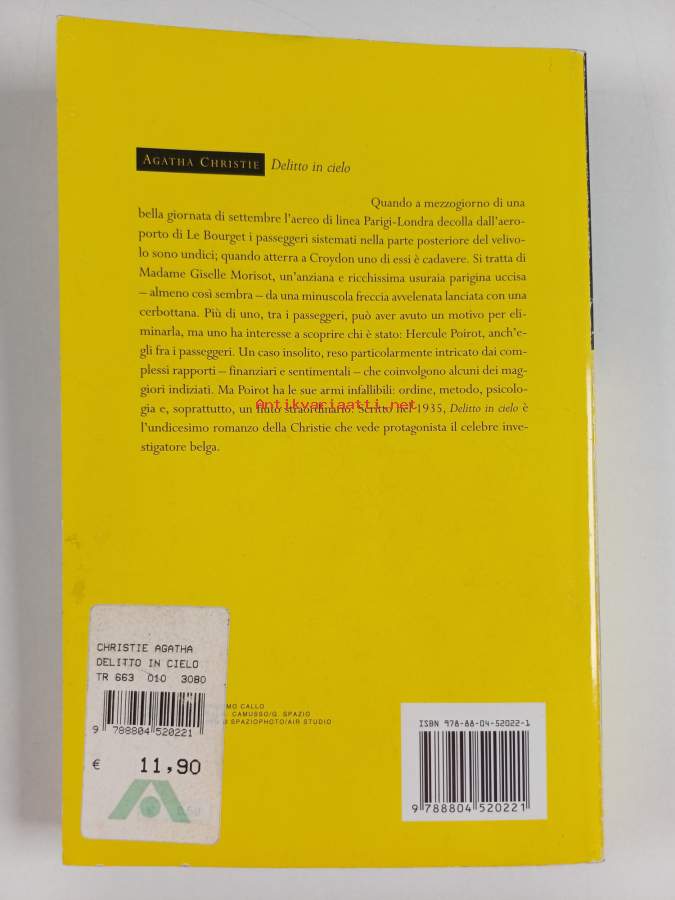 AGATHA CHRISTIE Delitto in cielo
Quando a mezzogiorno di una
bella giornata di settembre l'aereo di linea Parigi-Londra decolla dall'aero-
porto di Le Bourget i passeggeri sistemati nella parte posteriore del velivo-
lo sono undici; quando atterra a Croydon uno di essi è cadavere. Si tratta di
Madame Giselle Morisot, un'anziana e ricchissima usuraia parigina uccisa
– almeno così sembra – da una minuscola freccia avvelenata lanciata con una
cerbottana. Più di uno, tra i passeggeri, può aver avuto un motivo per eli-
minarla, ma uno ha interesse a scoprire chi è stato: Hercule Poirot, anch'e-
gli fra i passeggeri. Un caso insolito, reso particolarmente intricato dai com-
plessi rapporti – finanziari e sentimentali – che coinvolgono alcuni dei mag-
giori indiziati. Ma Poirot ha le sue armi infallibili: ordine, metodo, psicolo-
Antikvariaatti.net
gia e, soprattutto, un fiuto straordinario. Scritto nel 1935, Delitto in cielo è
l'undicesimo romanzo della Christie che vede protagonista il celebre inve-
stigatore belga.
CHRISTIE AGATHA
DELITTO IN CIELO
TR 663 010 3080
9 788804 520221
€ 11,90
MO CALLO
CAMUSSO/G. SPAZIO
SPAZIOPHOTO/AIR STUDIO
ISBN 978-88-04-52022-1
9 788804 520221